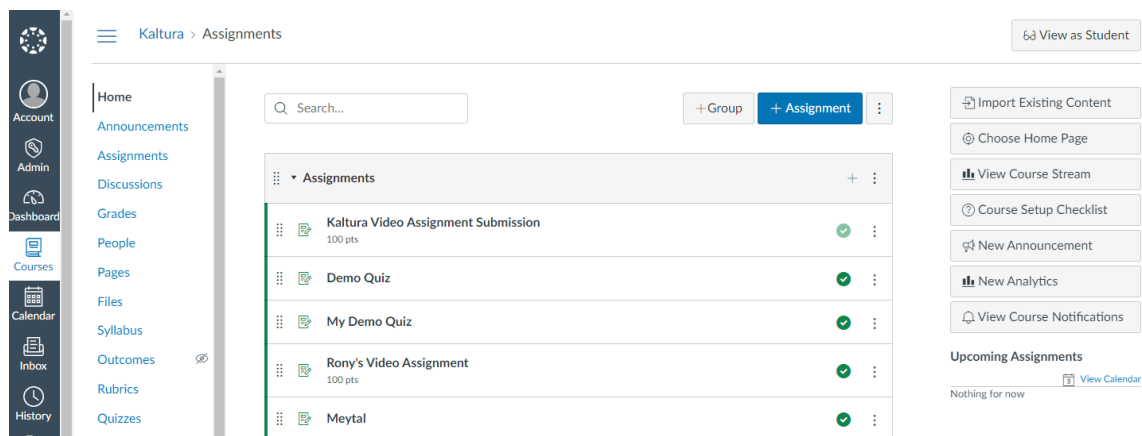 Kaltura > Assignments
View as Student
Account
Admin
Dashboard
Courses
Calendar
Inbox
History
Home
Announcements
Assignments
Discussions
Grades
People
Pages
Files
Syllabus
Outcomes
Rubrics
Quizzes
Search...
+Group
+ Assignment
Assignments
Kaltura Video Assignment Submission
100 pts
Demo Quiz
My Demo Quiz
Rony's Video Assignment
100 pts
Meytal
Import Existing Content
Choose Home Page
View Course Stream
Course Setup Checklist
New Announcement
New Analytics
View Course Notifications
Upcoming Assignments
3 View Calendar
Nothing for now